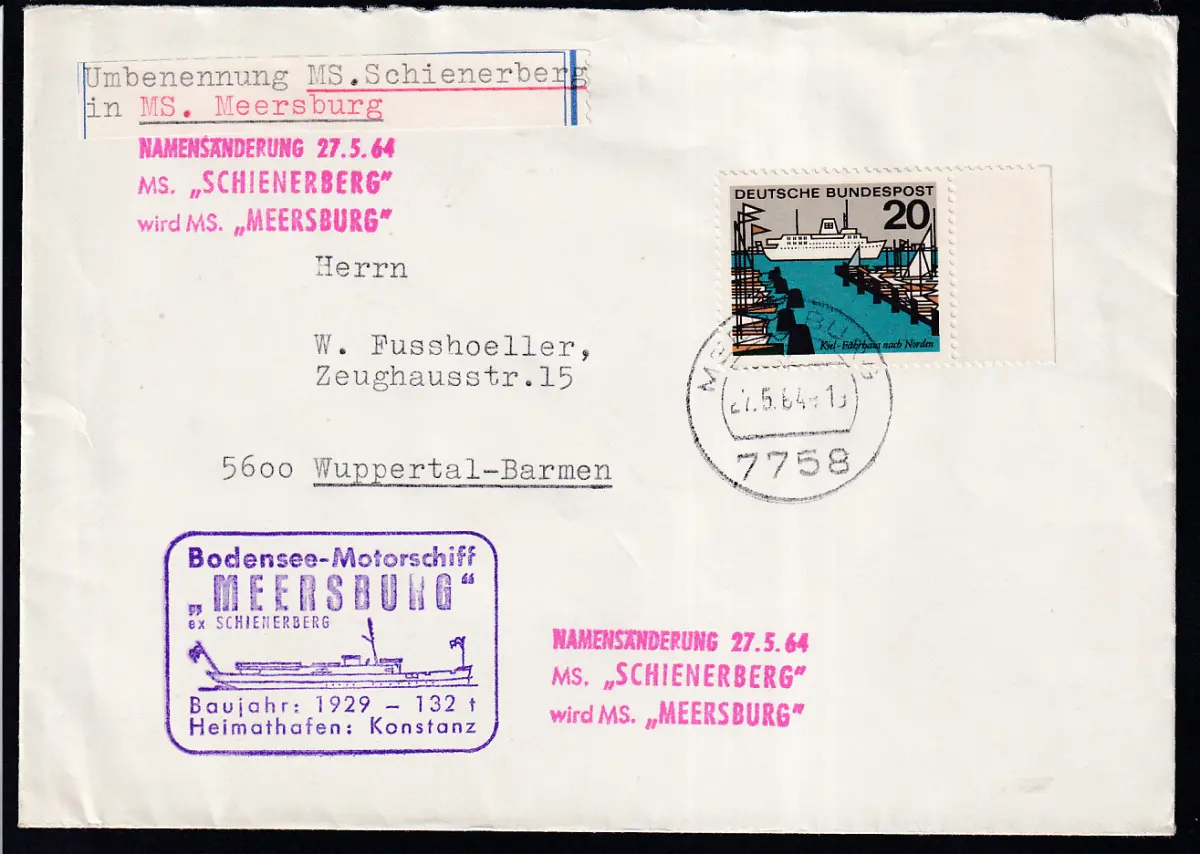 Umbenennung MS.Schienerberg
in MS. Meersburg
NAMENSÄNDERUNG 27.5.64
MS. „SCHIENERBERG"
wird MS. „MEERSBURG"
DEUTSCHE BUNDESPOST
20
Kiel-Fährhaus nach Norden
Herrn
W. Fusshoeller,
Zeughausstr.15
5600 Wuppertal-Barmen
27.5.64
7758
Bodensee-Motorschiff
„MEERSBURG“
ex SCHIENERBERG
Baujahr: 1929 – 132 t
Heimathafen: Konstanz
NAMENSÄNDERUNG 27.5.64
MS. „SCHIENERBERG"
wird MS. „MEERSBURG"